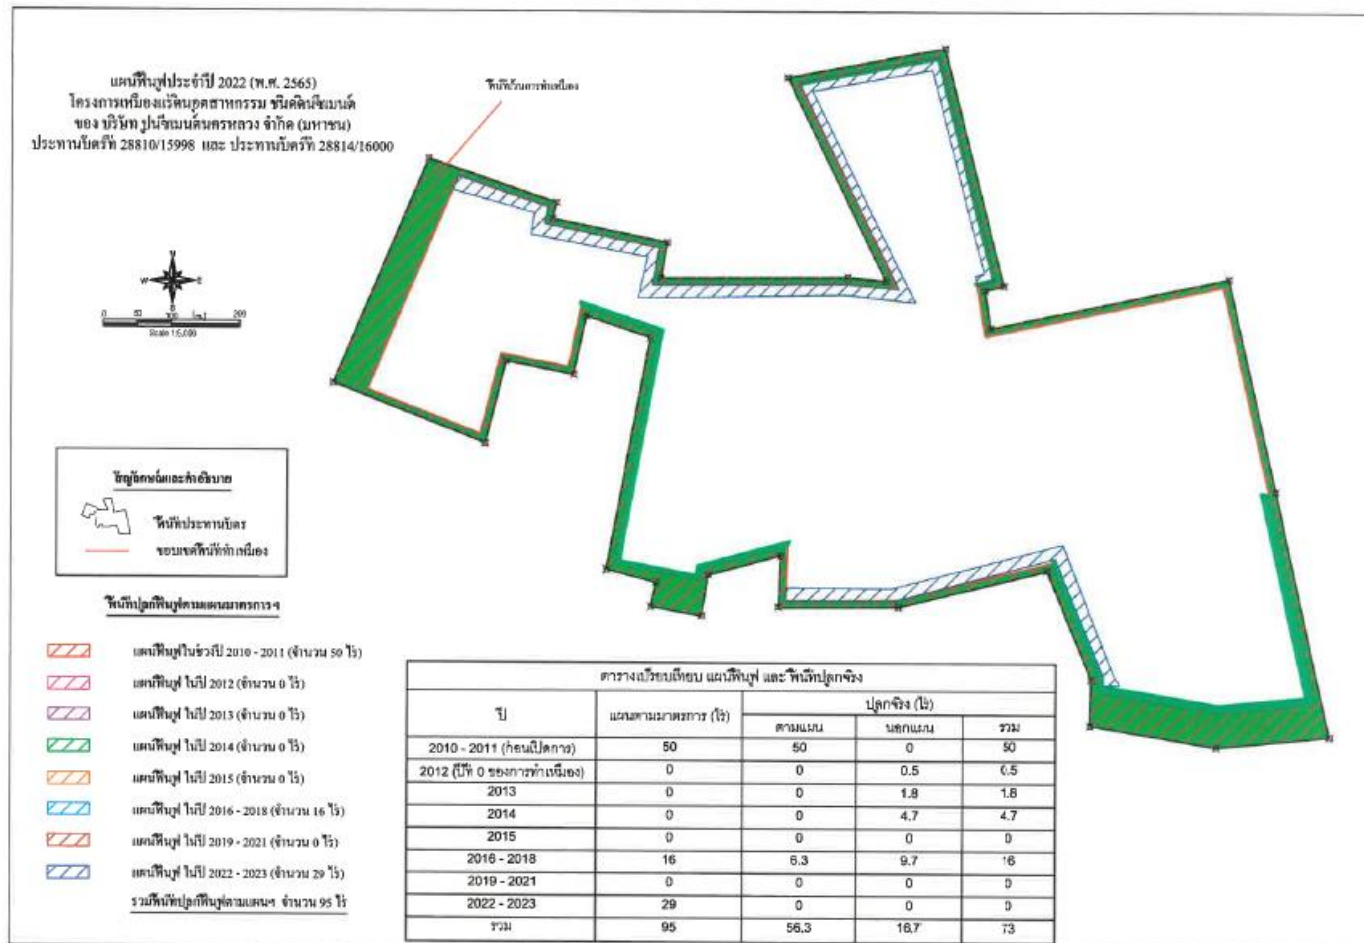 แผนฟื้นฟูประจำปี 2022 (พ.ศ. 2565)
โครงการเหมืองแร่ดินอุตสาหกรรม ชนิดดินซีเมนต์
ของ บริษัท ปูนซีเมนต์นครหลวง จำกัด (มหาชน)
ประทานบัตรที่ 28810/15998 และ ประทานบัตรที่ 28814/16000
พื้นที่เว้นการทำเหมือง
N
W E
S
0 50 100 (m.) 200
Scale 1:5,000
สัญลักษณ์และคำอธิบาย
พื้นที่ประทานบัตร
ขอบเขตพื้นที่ทำเหมือง
พื้นที่ปลูกฟื้นฟูตามแผนมาตรการฯ
แผนฟื้นฟูในช่วงปี 2010 - 2011 (จำนวน 50 ไร่)
แผนฟื้นฟู ในปี 2012 (จำนวน 0 ไร่)
แผนฟื้นฟู ในปี 2013 (จำนวน 0 ไร่)
แผนฟื้นฟู ในปี 2014 (จำนวน 0 ไร่)
แผนฟื้นฟู ในปี 2015 (จำนวน 0 ไร่)
แผนฟื้นฟู ในปี 2016 - 2018 (จำนวน 16 ไร่)
แผนฟื้นฟู ในปี 2019 - 2021 (จำนวน 0 ไร่)
แผนฟื้นฟู ในปี 2022 - 2023 (จำนวน 29 ไร่)
รวมพื้นที่ปลูกฟื้นฟูตามแผนฯ จำนวน 95 ไร่
ตารางเปรียบเทียบ แผนฟื้นฟู และ พื้นที่ปลูกจริง
ปี แผนตามมาตรการ (ไร่) ปลูกจริง (ไร่)
ตามแผน นอกแผน รวม
2010 - 2011 (ก่อนเปิดการ) 50 50 0 50
2012 (ปีที่ 0 ของการทำเหมือง) 0 0 0.5 0.5
2013 0 0 1.8 1.8
2014 0 0 4.7 4.7
2015 0 0 0 0
2016 - 2018 16 6.3 9.7 16
2019 - 2021 0 0 0 0
2022 - 2023 29 0 0 0
รวม 95 56.3 16.7 73